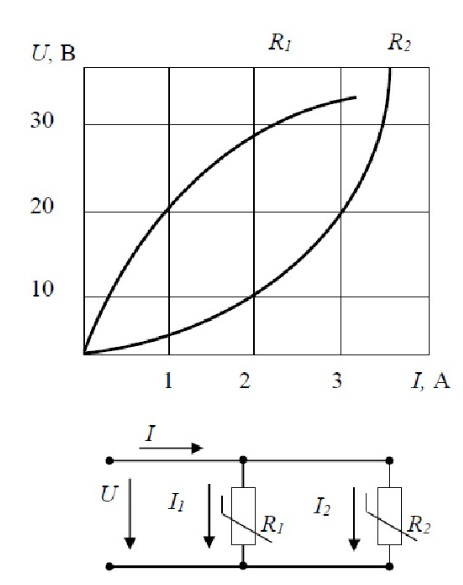 U, В R₁ R₂
30
20
10
1 2 3 I, А
I
U I₁ R₁ I₂ R₂